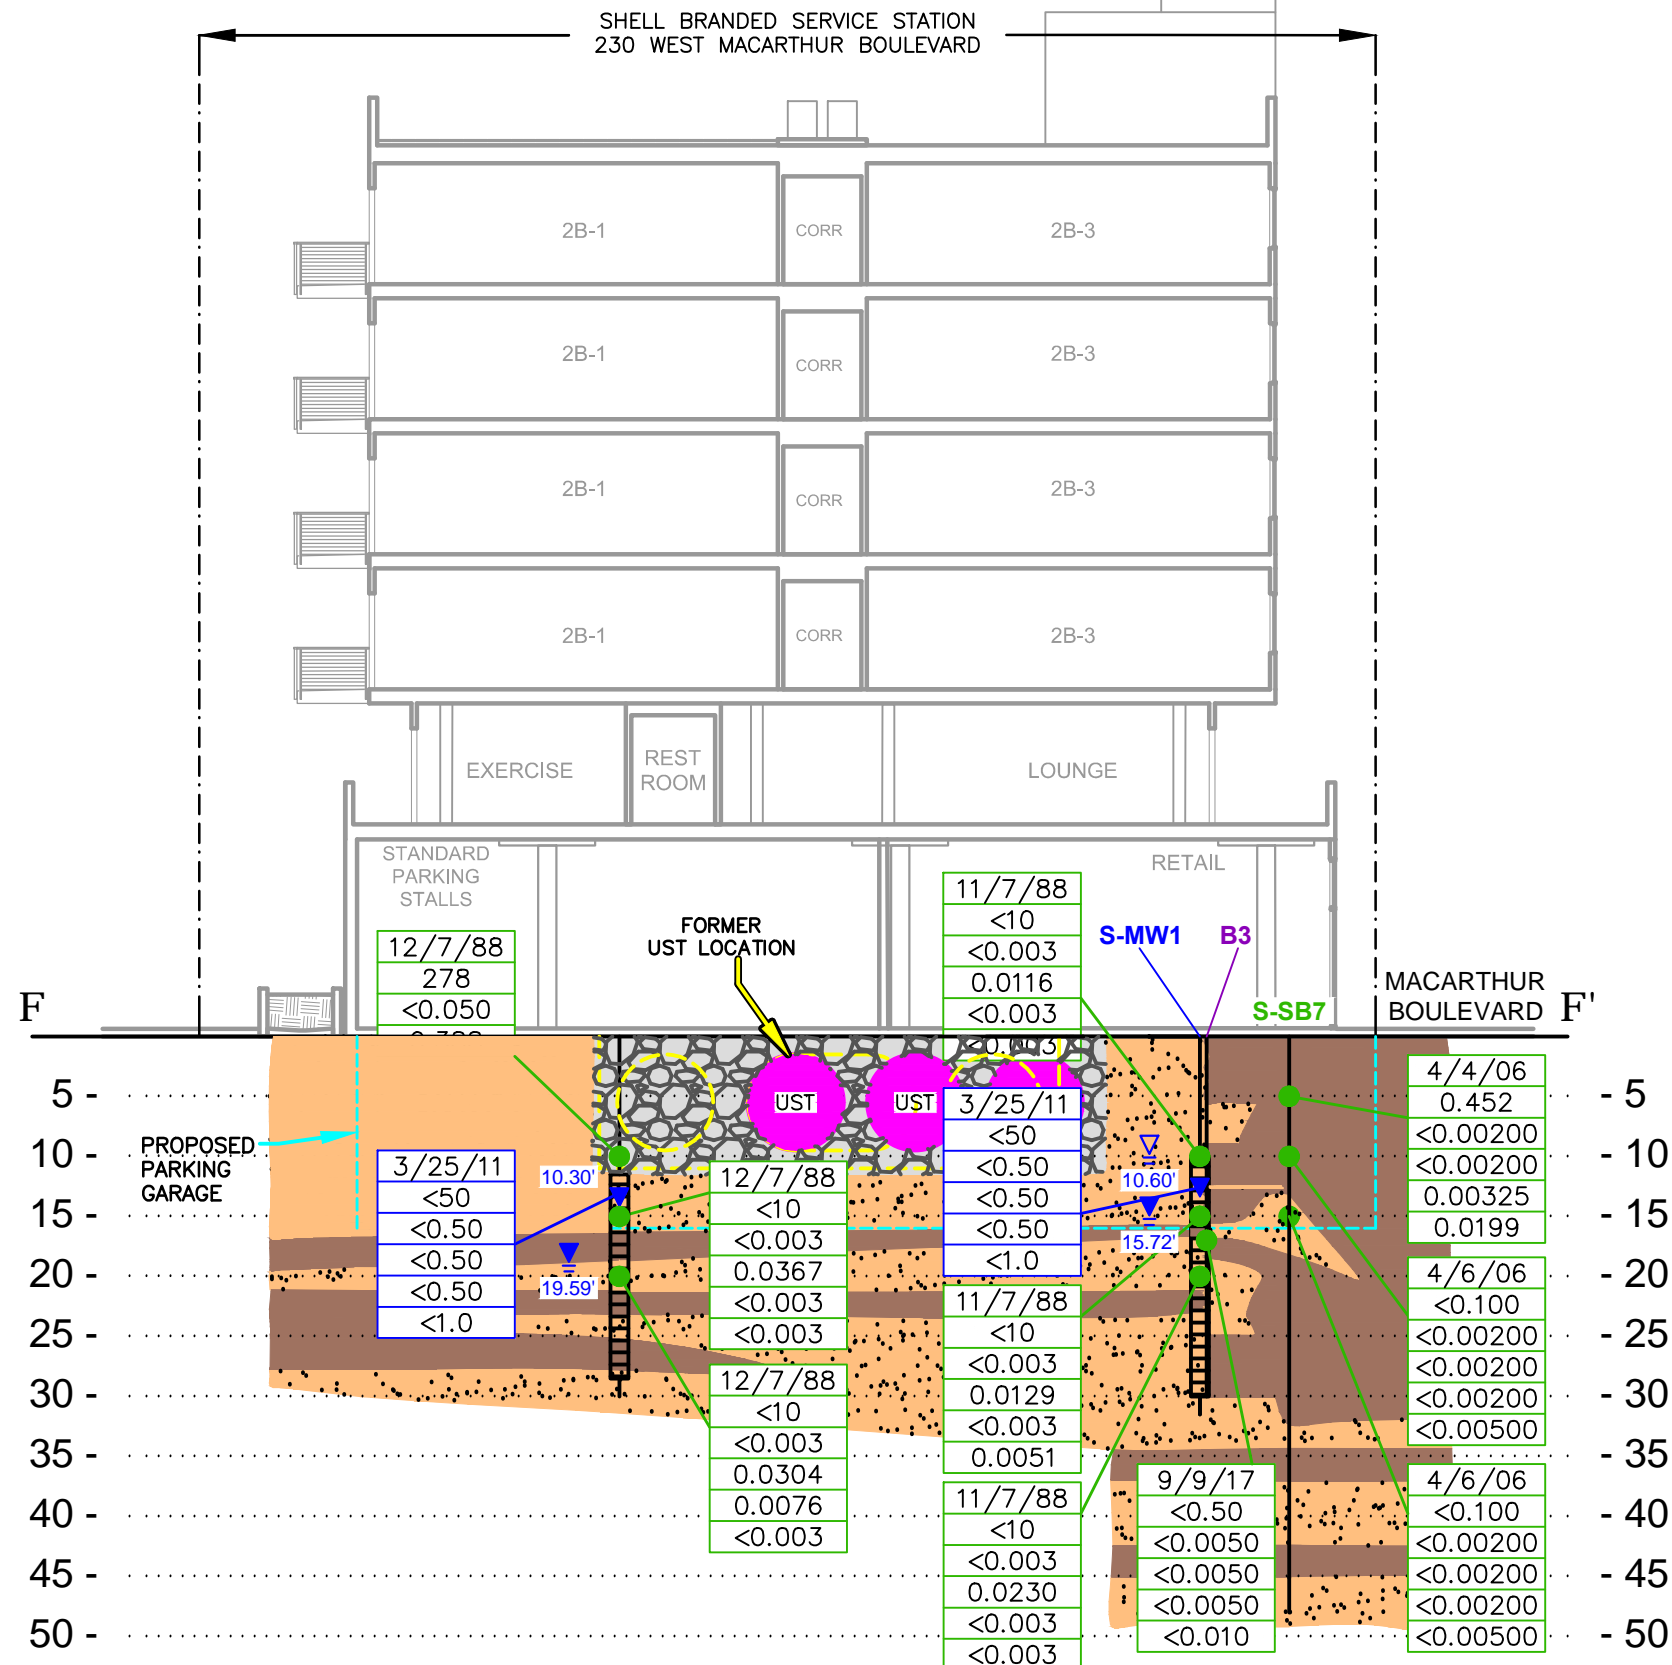 SHELL BRANDED SERVICE STATION
230 WEST MACARTHUR BOULEVARD
2B-1
CORR
2B-3
2B-1
CORR
2B-3
2B-1
CORR
2B-3
2B-1
CORR
2B-3
EXERCISE
REST
ROOM
LOUNGE
STANDARD
PARKING
STALLS
RETAIL
FORMER
UST LOCATION
12/7/88
278
<0.050
11/7/88
<10
<0.003
0.0116
<0.003
<0.003
S-MW1
B3
S-SB7
MACARTHUR
BOULEVARD
F
F'
UST
UST
PROPOSED
PARKING
GARAGE
5 -
10 -
15 -
20 -
25 -
30 -
35 -
40 -
45 -
50 -
3/25/11
<50
<0.50
<0.50
<0.50
<1.0
10.30'
19.59'
12/7/88
<10
<0.003
0.0367
<0.003
<0.003
12/7/88
<10
<0.003
0.0304
0.0076
<0.003
3/25/11
<50
<0.50
<0.50
<0.50
<1.0
10.60'
15.72'
11/7/88
<10
<0.003
0.0129
<0.003
0.0051
11/7/88
<10
<0.003
0.0230
<0.003
<0.003
9/9/17
<0.50
<0.0050
<0.0050
<0.0050
<0.010
4/4/06
0.452
<0.00200
<0.00200
0.00325
0.0199
4/6/06
<0.100
<0.00200
<0.00200
<0.00200
<0.00500
4/6/06
<0.100
<0.00200
<0.00200
<0.00200
<0.00500
- 5
- 10
- 15
- 20
- 25
- 30
- 35
- 40
- 45
- 50